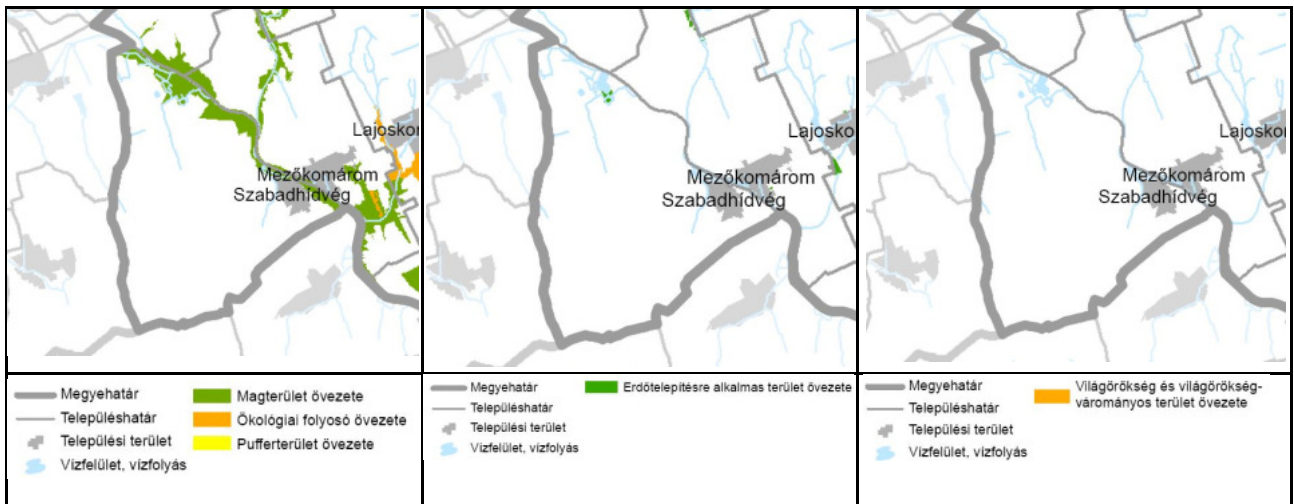 Lajosko
Mezőkomárom
Szabadhídvég
Lajosko
Mezőkomárom
Szabadhídvég
Lajoskor
Mezőkomárom
Szabadhídvég
Megyehatár
Településhatár
Települési terület
Vízfelület, vízfolyás
Magterület övezete
Ökológiai folyosó övezete
Pufferterület övezete
Megyehatár
Településhatár
Települési terület
Vízfelület, vízfolyás
Erdőtelepítésre alkalmas terület övezete
Megyehatár
Településhatár
Települési terület
Vízfelület, vízfolyás
Világörökség és világörökség-
várományos terület övezete